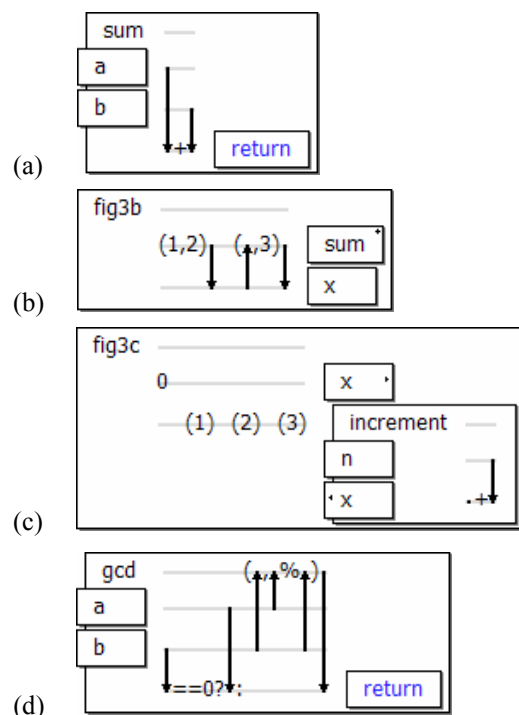 sum
a
b
+ return
(a)
fig3b
(1,2) ( ,3) sum
x
(b)
fig3c
0 x
(1) (2) (3) increment
n
x .+
(c)
gcd ( , % )
a
b
==0? : return
(d)